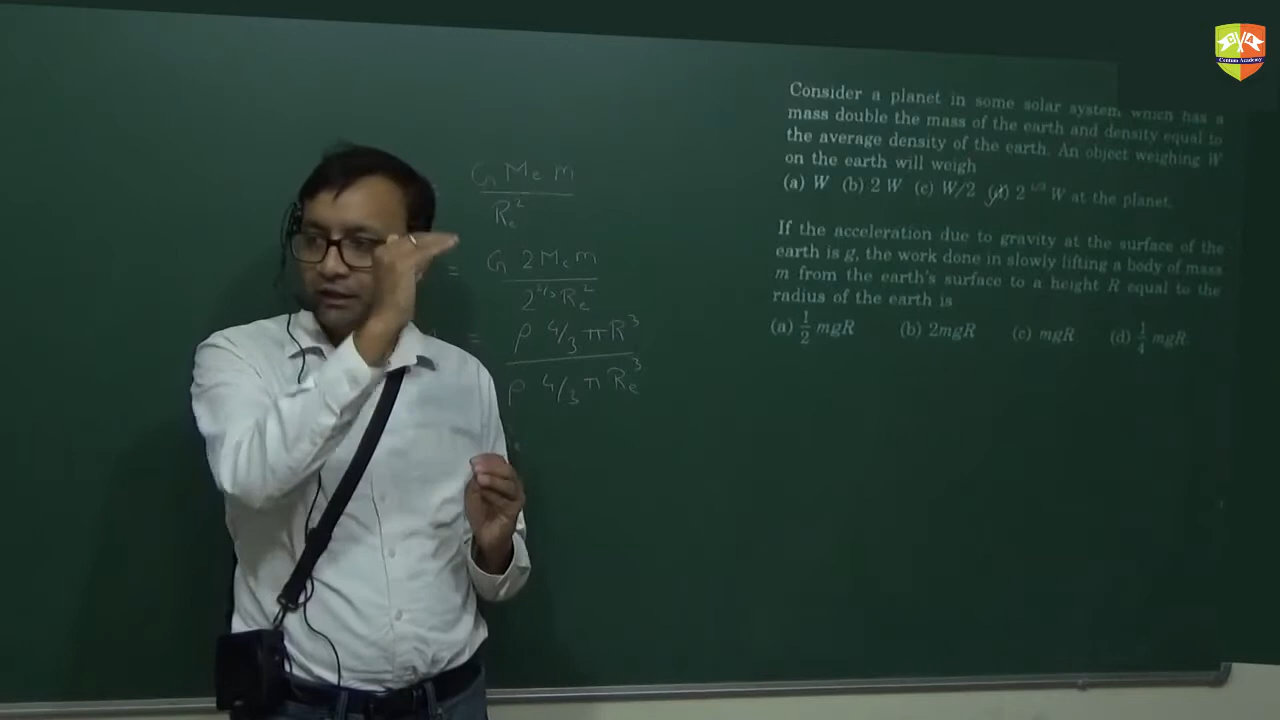 G Me m
Re²
= G 2Mem
2^2/3 Re²
= ρ 4/3 πR³
ρ 4/3 πRe³
Consider a planet in some solar system which has a
mass double the mass of the earth and density equal to
the average density of the earth. An object weighing W
on the earth will weigh
(a) W (b) 2 W (c) W/2 (d) 2^1/3 W at the planet.
If the acceleration due to gravity at the surface of the
earth is g, the work done in slowly lifting a body of mass
m from the earth's surface to a height R equal to the
radius of the earth is
(a) 1/2 mgR (b) 2mgR (c) mgR (d) 1/4 mgR
C A
Centum Academy